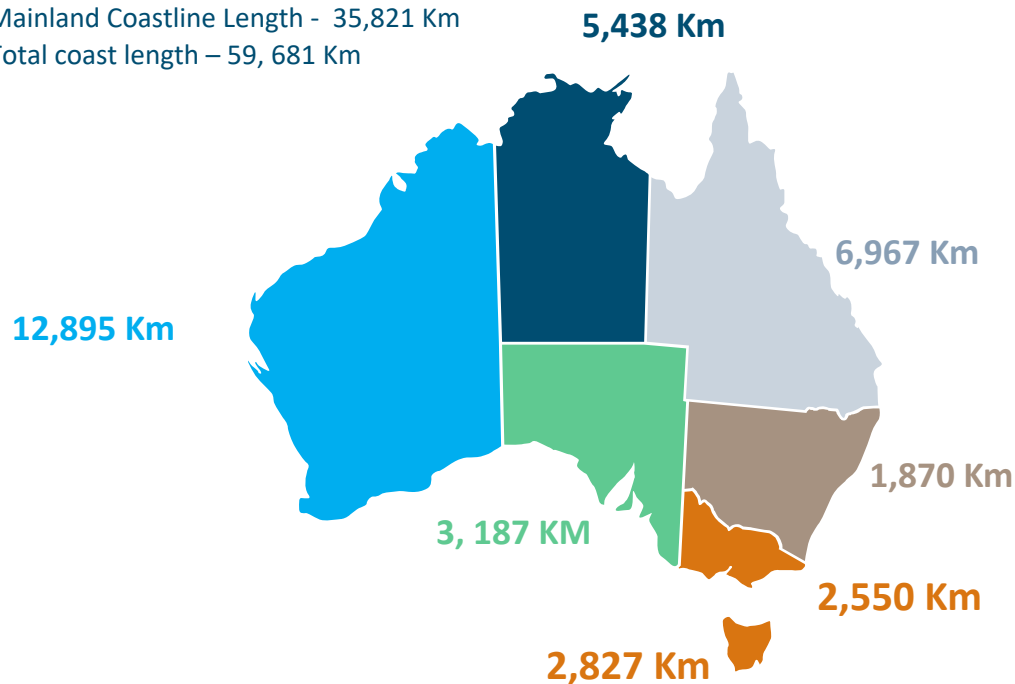 Mainland Coastline Length - 35,821 Km
Total coast length – 59, 681 Km
5,438 Km
6,967 Km
12,895 Km
1,870 Km
3, 187 KM
2,550 Km
2,827 Km